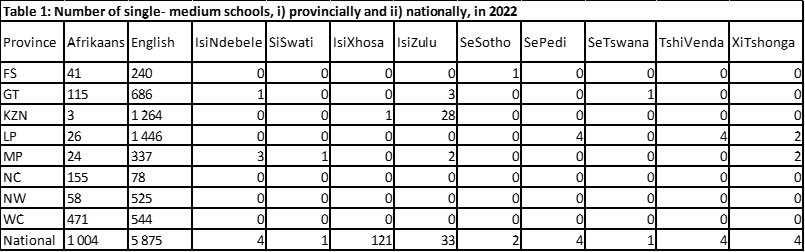 Table 1: Number of single- medium schools, i) provincially and ii) nationally, in 2022
Province Afrikaans English IsiNdebele SiSwati IsiXhosa IsiZulu SeSotho SePedi SeTswana TshiVenda XiTshonga
FS 41 240 0 0 0 0 1 0 0 0 0
GT 115 686 1 0 0 3 0 0 1 0 0
KZN 3 1 264 0 0 1 28 0 0 0 0 0
LP 26 1 446 0 0 0 0 0 4 0 4 2
MP 24 337 3 1 0 2 0 0 0 0 2
NC 155 78 0 0 0 0 0 0 0 0 0
NW 58 525 0 0 0 0 0 0 0 0 0
WC 471 544 0 0 0 0 0 0 0 0 0
National 1 004 5 875 4 1 121 33 2 4 1 4 4